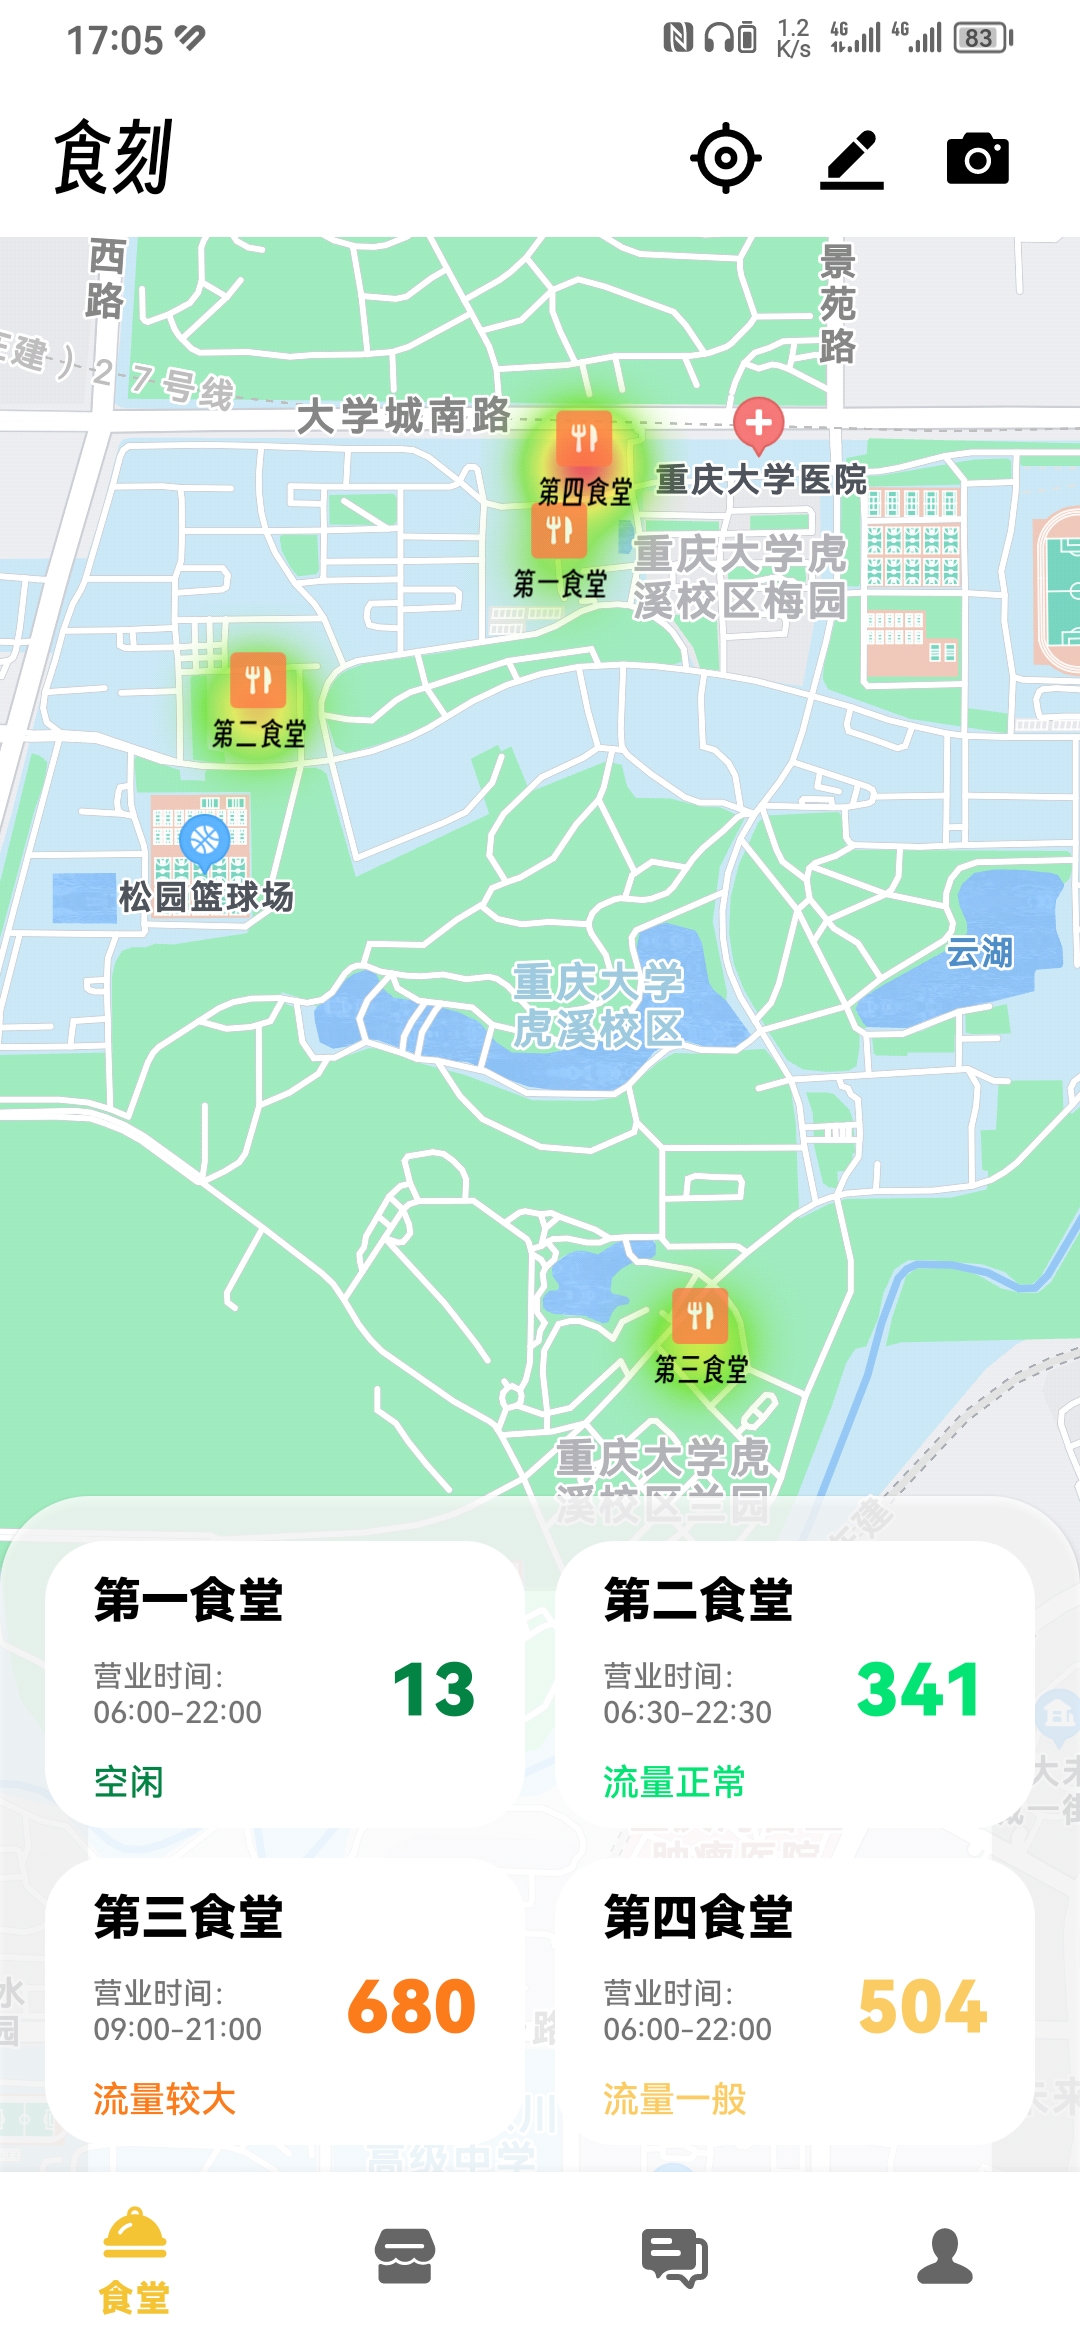 17:05
1.2
K/s
4G
4G
83
食刻
西路
景苑路
27号线
大学城南路
第四食堂
重庆大学医院
第一食堂
重庆大学虎
溪校区梅园
第二食堂
松园篮球场
云湖
重庆大学
虎溪校区
第三食堂
重庆大学虎
溪校区兰园
第一食堂
营业时间:
06:00-22:00
13
空闲
第二食堂
营业时间:
06:30-22:30
341
流量正常
第三食堂
营业时间:
09:00-21:00
680
流量较大
第四食堂
营业时间:
06:00-22:00
504
流量一般
高级中学
食堂